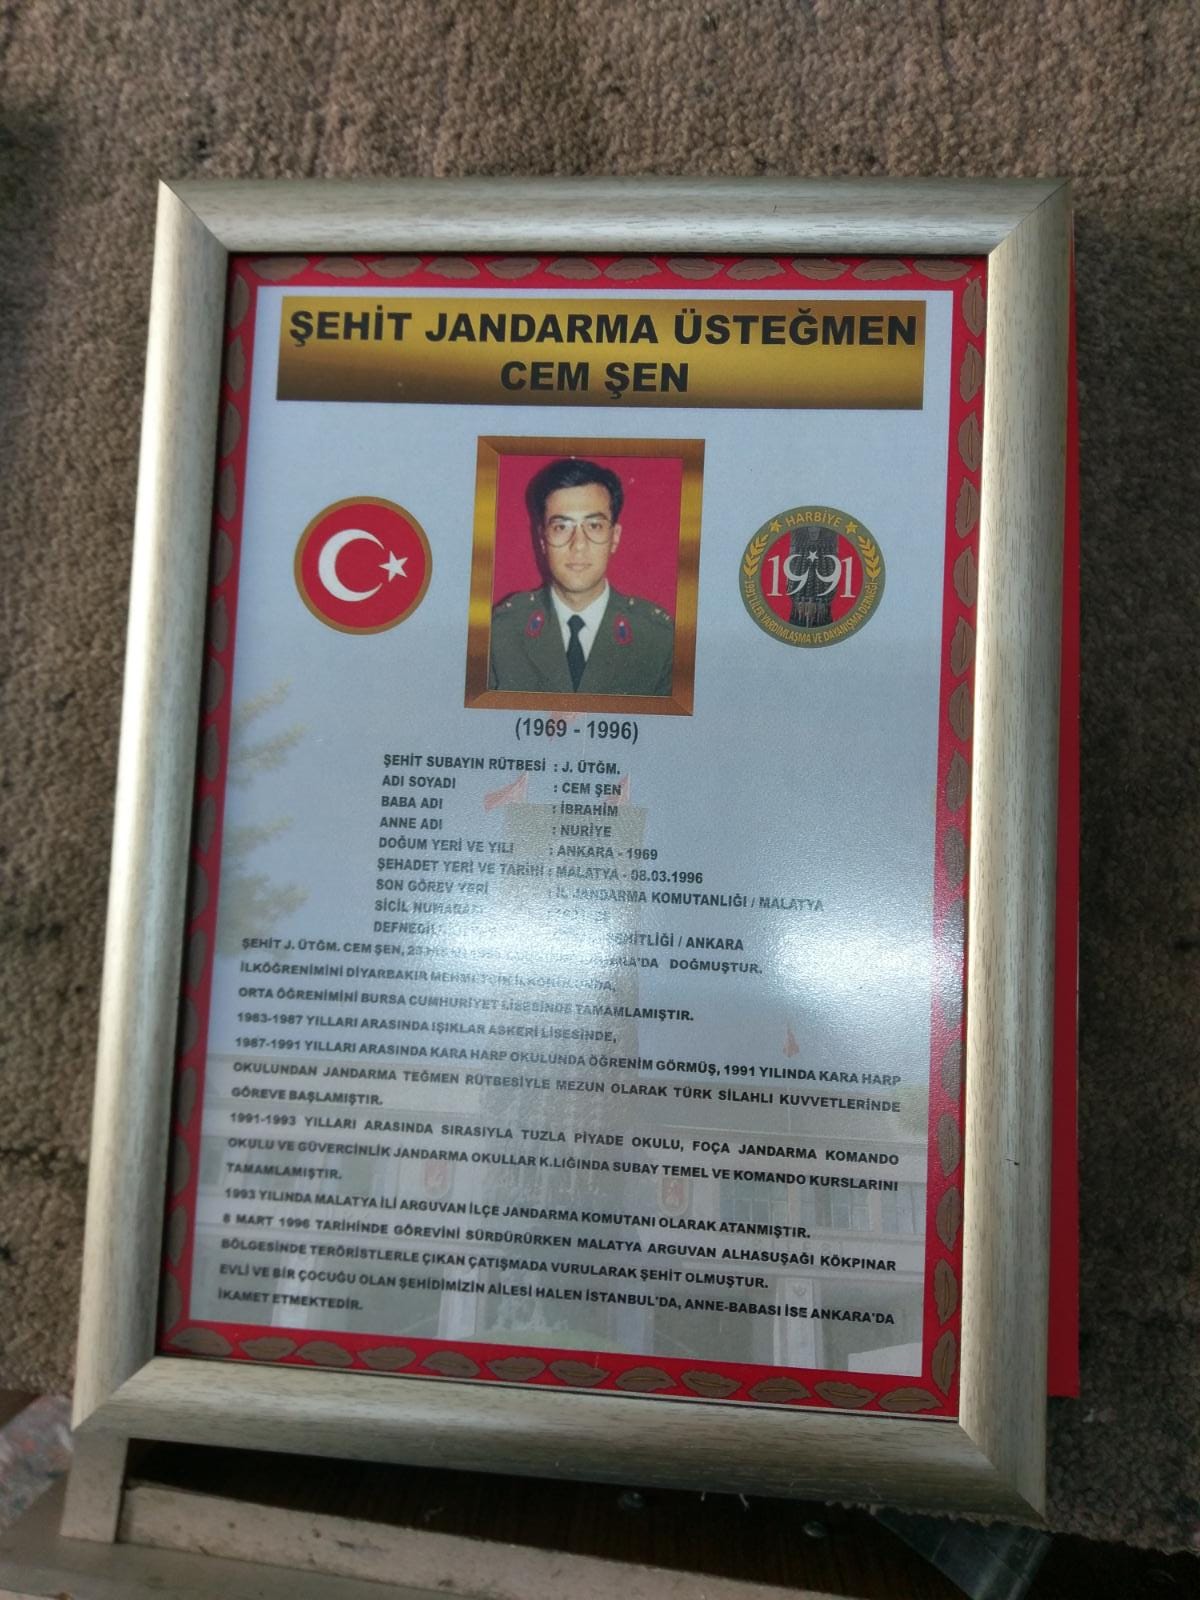 ŞEHİT JANDARMA ÜSTEĞMEN
CEM ŞEN
HARBİYE
1991
1991'LİLER YARDIMLAŞMA VE DAYANIŞMA DERNEĞİ
(1969 - 1996)
ŞEHİT SUBAYIN RÜTBESİ : J. ÜTĞM.
ADI SOYADI : CEM ŞEN
BABA ADI : İBRAHİM
ANNE ADI : NURİYE
DOĞUM YERİ VE YILI : ANKARA - 1969
ŞEHADET YERİ VE TARİHİ : MALATYA - 08.03.1996
SON GÖREV YERİ : İL JANDARMA KOMUTANLIĞI / MALATYA
SİCİL NUMARASI :
ŞEHİTLİĞİ / ANKARA
ŞEHİT J. ÜTĞM. CEM ŞEN, DOĞMUŞTUR.
İLKÖĞRENİMİNİ DİYARBAKIR MEHMETÇİK İLKOKULUNDA,
ORTA ÖĞRENİMİNİ BURSA CUMHURİYET LİSESİNDE TAMAMLAMIŞTIR.
1983-1987 YILLARI ARASINDA IŞIKLAR ASKERİ LİSESİNDE,
1987-1991 YILLARI ARASINDA KARA HARP OKULUNDA ÖĞRENİM GÖRMÜŞ, 1991 YILINDA KARA HARP
OKULUNDAN JANDARMA TEĞMEN RÜTBESİYLE MEZUN OLARAK TÜRK SİLAHLI KUVVETLERİNDE
GÖREVE BAŞLAMIŞTIR.
1991-1993 YILLARI ARASINDA SIRASIYLA TUZLA PİYADE OKULU, FOÇA JANDARMA KOMANDO
OKULU VE GÜVERCİNLİK JANDARMA OKULLAR K.LIĞINDA SUBAY TEMEL VE KOMANDO KURSLARINI
TAMAMLAMIŞTIR.
1993 YILINDA MALATYA İLİ ARGUVAN İLÇE JANDARMA KOMUTANI OLARAK ATANMIŞTIR.
8 MART 1996 TARİHİNDE GÖREVİNİ SÜRDÜRÜRKEN MALATYA ARGUVAN ALHASUŞAĞI KÖKPINAR
BÖLGESİNDE TERÖRİSTLERLE ÇIKAN ÇATIŞMADA VURULARAK ŞEHİT OLMUŞTUR.
EVLİ VE BİR ÇOCUĞU OLAN ŞEHİDİMİZİN AİLESİ HALEN İSTANBUL'DA, ANNE-BABASI İSE ANKARA'DA
İKAMET ETMEKTEDİR.